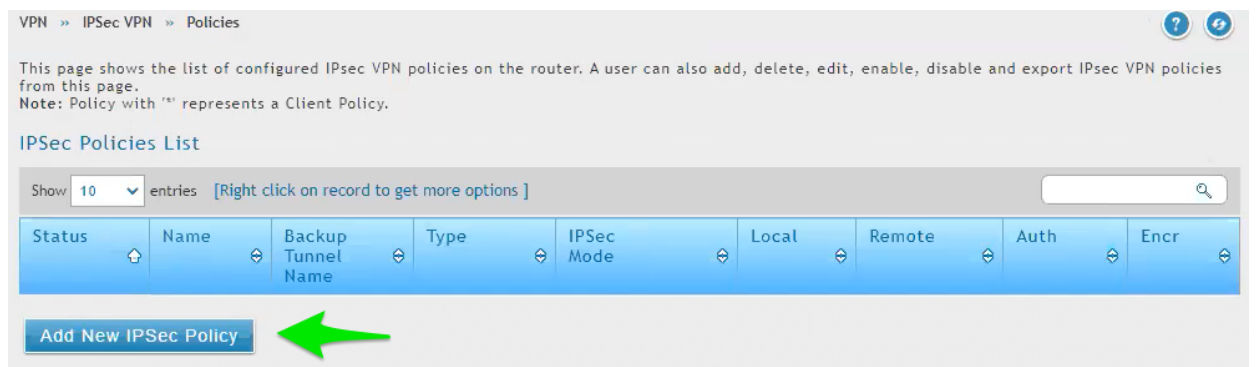 VPN » IPSec VPN » Policies
This page shows the list of configured IPsec VPN policies on the router. A user can also add, delete, edit, enable, disable and export IPsec VPN policies
from this page.
Note: Policy with '*' represents a Client Policy.
IPSec Policies List
Show 10 entries [Right click on record to get more options ]
Status Name Backup Tunnel Name Type IPSec Mode Local Remote Auth Encr
Add New IPSec Policy